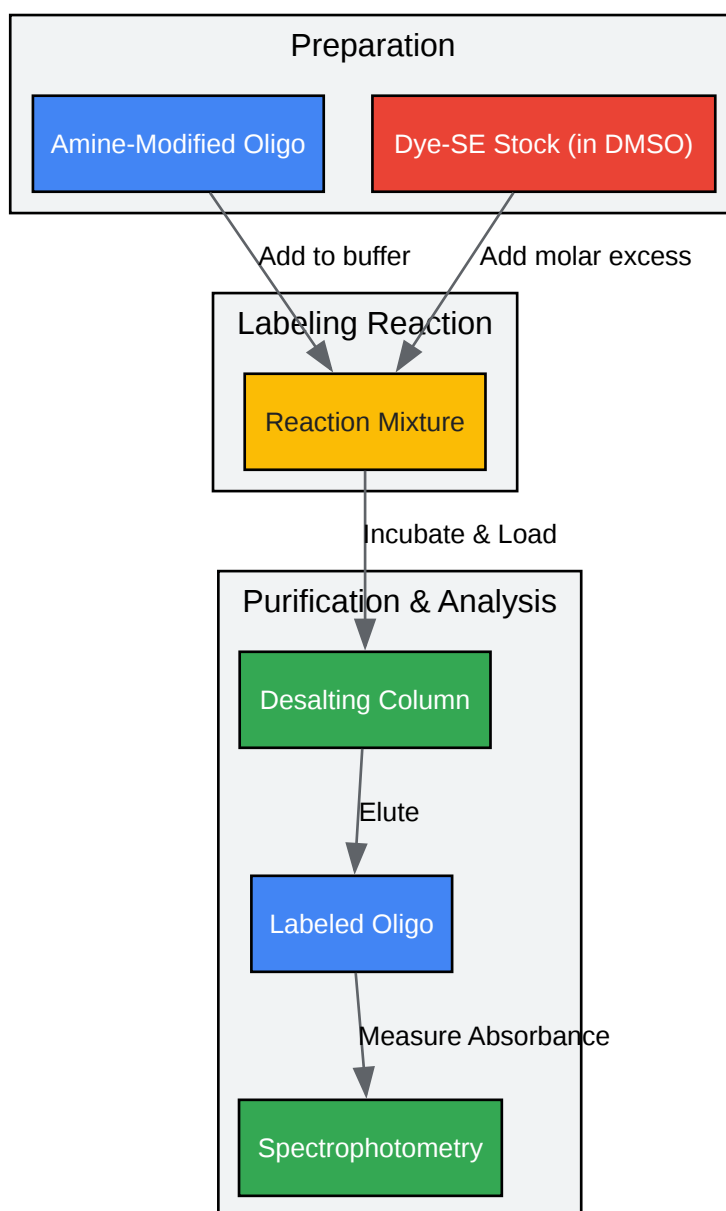 Preparation
Amine-Modified Oligo
Dye-SE Stock (in DMSO)
Add to buffer
Add molar excess
Labeling Reaction
Reaction Mixture
Incubate & Load
Purification & Analysis
Desalting Column
Elute
Labeled Oligo
Measure Absorbance
Spectrophotometry